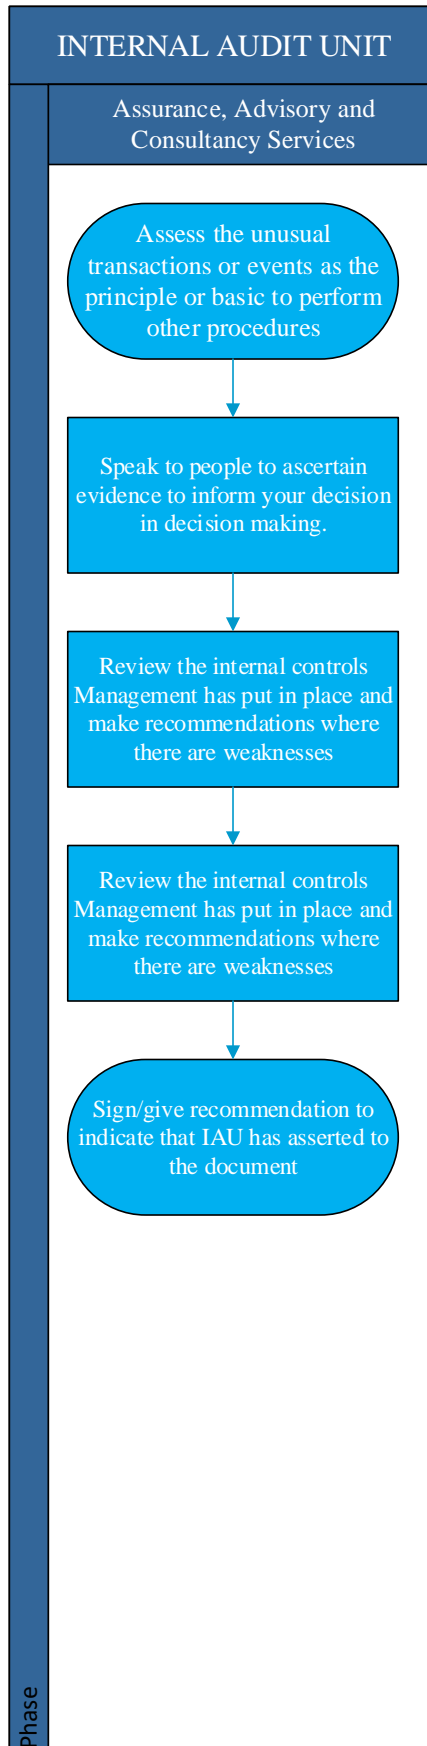 INTERNAL AUDIT UNIT
Assurance, Advisory and
Consultancy Services
Assess the unusual
transactions or events as the
principle or basic to perform
other procedures
Speak to people to ascertain
evidence to inform your decision
in decision making.
Review the internal controls
Management has put in place and
make recommendations where
there are weaknesses
Review the internal controls
Management has put in place and
make recommendations where
there are weaknesses
Sign/give recommendation to
indicate that IAU has asserted to
the document
Phase